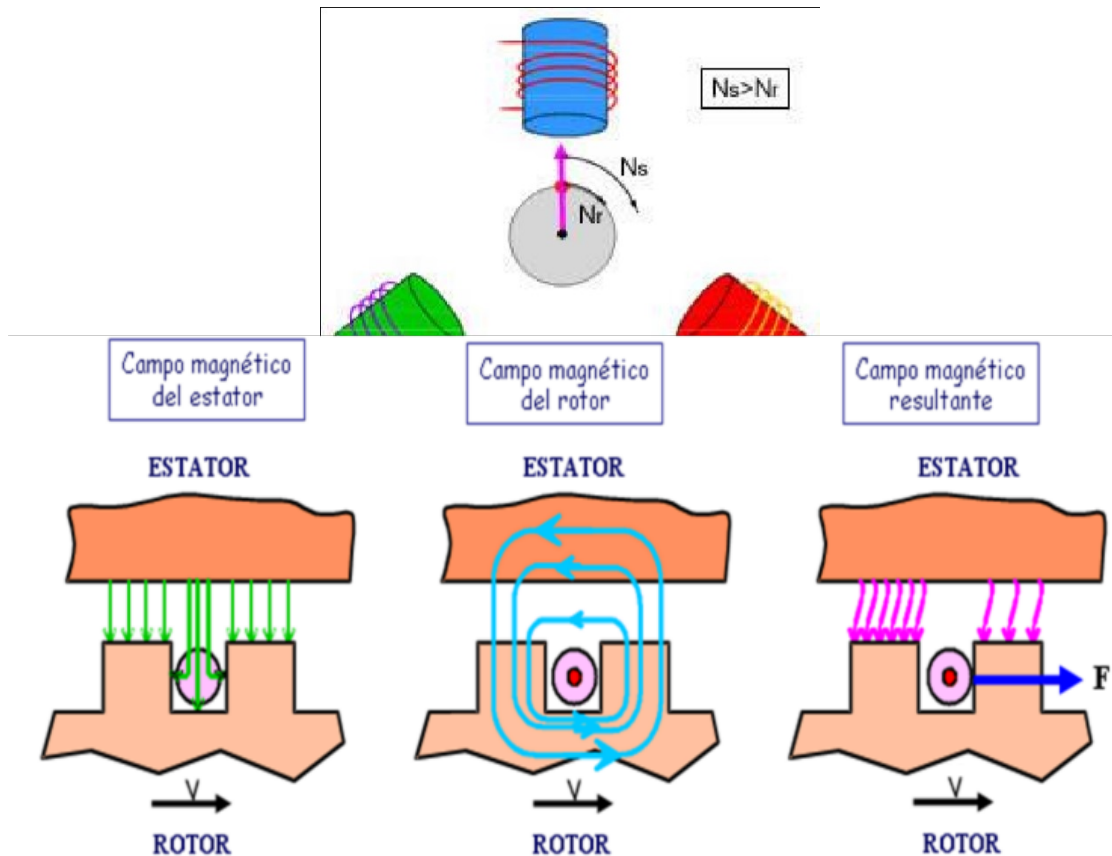 Ns>Nr
Ns
Nr
Campo magnético
del estator
Campo magnético
del rotor
Campo magnético
resultante
ESTATOR
ESTATOR
ESTATOR
F
V
V
V
ROTOR
ROTOR
ROTOR